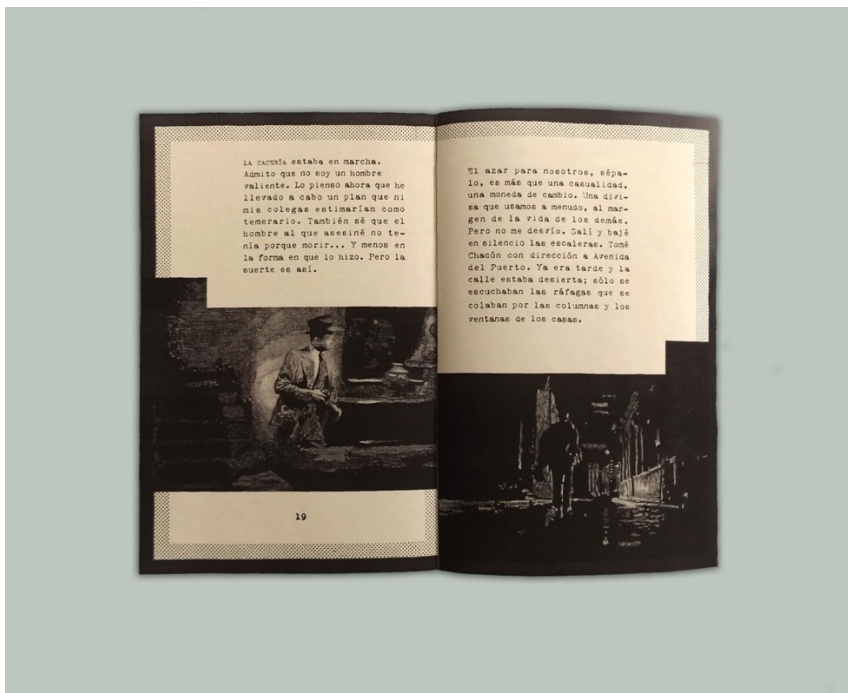 LA CACERÍA estaba en marcha.
Admito que no soy un hombre
valiente. Lo pienso ahora que he
llevado a cabo un plan que ni
mis colegas estimarían como
temerario. También sé que el
hombre al que asesiné no te-
nía porque morir... Y menos en
la forma en que lo hizo. Pero la
suerte es así.
19
El azar para nosotros, sépa-
lo, es más que una casualidad,
una moneda de cambio. Una divi-
sa que usamos a menudo, al mar-
gen de la vida de los demás.
Pero no me desvío. Salí y bajé
en silencio las escaleras. Tomé
Chacón con dirección a Avenida
del Puerto. Ya era tarde y la
calle estaba desierta; sólo se
escuchaban las ráfagas que se
colaban por las columnas y los
ventanas de los casas.